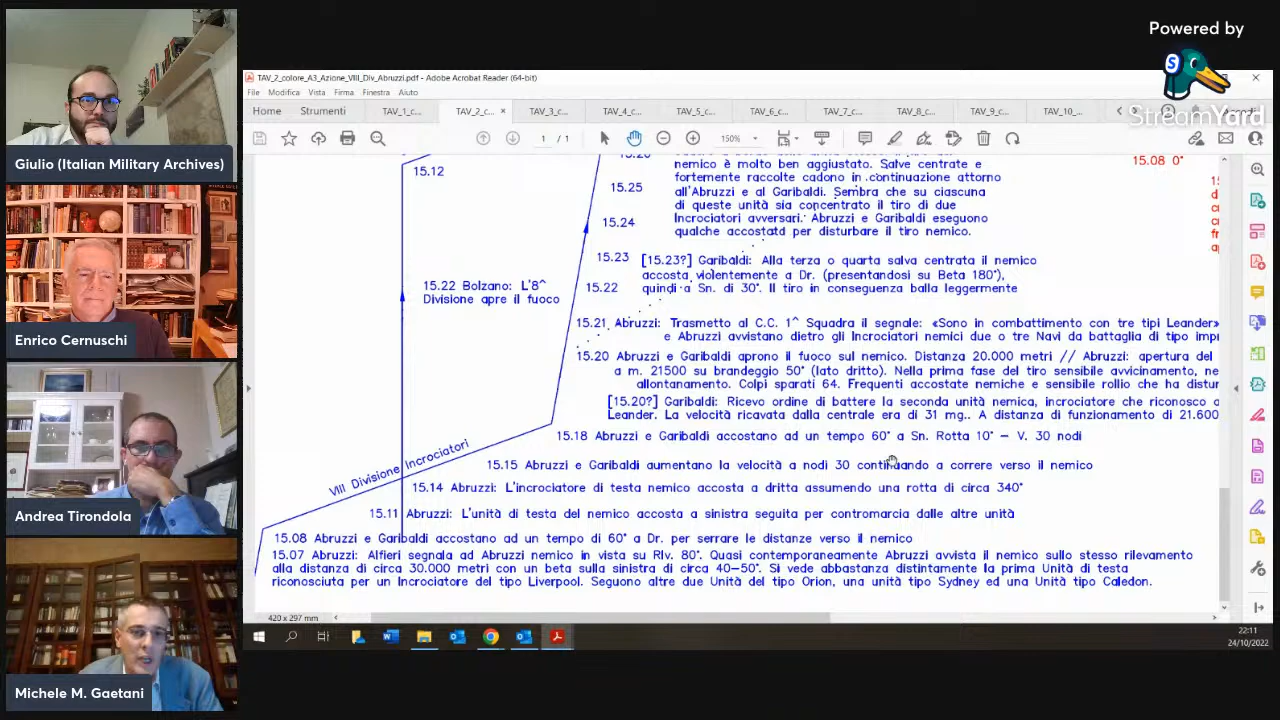 Powered by
StreamYard
Giulio (Italian Military Archives)
Enrico Cernuschi
Andrea Tirondola
Michele M. Gaetani
TAV_2_colore_A3_Azione_VIII_Div_Abruzzi.pdf - Adobe Acrobat Reader (64-bit)
File Modifica Vista Firma Finestra Aiuto
Home Strumenti TAV_1_c... TAV_2_c... × TAV_3_c... TAV_4_c... TAV_5_c... TAV_6_c... TAV_7_c... TAV_8_c... TAV_9_c... TAV_10_...
1 / 1 150%
15.12
nemico è molto ben aggiustato. Salve centrate e
fortemente raccolte cadono in continuazione attorno
15.25 all'Abruzzi e al Garibaldi. Sembra che su ciascuna
di queste unità sia concentrato il tiro di due
15.24 Incrociatori avversari. Abruzzi e Garibaldi eseguono
qualche accostata per disturbare il tiro nemico.
15.08 0°
15.23 [15.23?] Garibaldi: Alla terza o quarta salva centrata il nemico
accosta violentemente a Dr. (presentandosi su Beta 180°),
15.22 quindi a Sn. di 30°. Il tiro in conseguenza balla leggermente
15.22 Bolzano: L'8^
Divisione apre il fuoco
15.21 Abruzzi: Trasmetto al C.C. 1^ Squadra il segnale: «Sono in combattimento con tre tipi Leander»
e Abruzzi avvistano dietro gli Incrociatori nemici due o tre Navi da battaglia di tipo
15.20 Abruzzi e Garibaldi aprono il fuoco sul nemico. Distanza 20.000 metri // Abruzzi: apertura del
a m. 21500 su brandeggio 50° (lato dritto). Nella prima fase del tiro sensibile avvicinamento,
allontanamento. Colpi sparati 64. Frequenti accostate nemiche e sensibile rollio che ha
[15.20?] Garibaldi: Ricevo ordine di battere la seconda unità nemica, incrociatore che riconosco
Leander. La velocità ricavata dalla centrale era di 31 mg.. A distanza di funzionamento di 21.600
15.18 Abruzzi e Garibaldi accostano ad un tempo 60° a Sn. Rotta 10° – V. 30 nodi
VIII Divisione Incrociatori
15.15 Abruzzi e Garibaldi aumentano la velocità a nodi 30 continuando a correre verso il nemico
15.14 Abruzzi: L'incrociatore di testa nemico accosta a dritta assumendo una rotta di circa 340°
15.11 Abruzzi: L'unità di testa del nemico accosta a sinistra seguita per contromarcia dalle altre unità
15.08 Abruzzi e Garibaldi accostano ad un tempo di 60° a Dr. per serrare le distanze verso il nemico
15.07 Abruzzi: Alfieri segnala ad Abruzzi nemico in vista su Rlv. 80°. Quasi contemporaneamente Abruzzi avvista il nemico sullo stesso rilevamento
alla distanza di circa 30.000 metri con un beta sulla sinistra di circa 40–50°. Si vede abbastanza distintamente la prima Unità di testa
riconosciuta per un Incrociatore del tipo Liverpool. Seguono altre due Unità del tipo Orion, una unità tipo Sydney ed una Unità tipo Caledon.
420 x 297 mm
22:11
24/10/2022